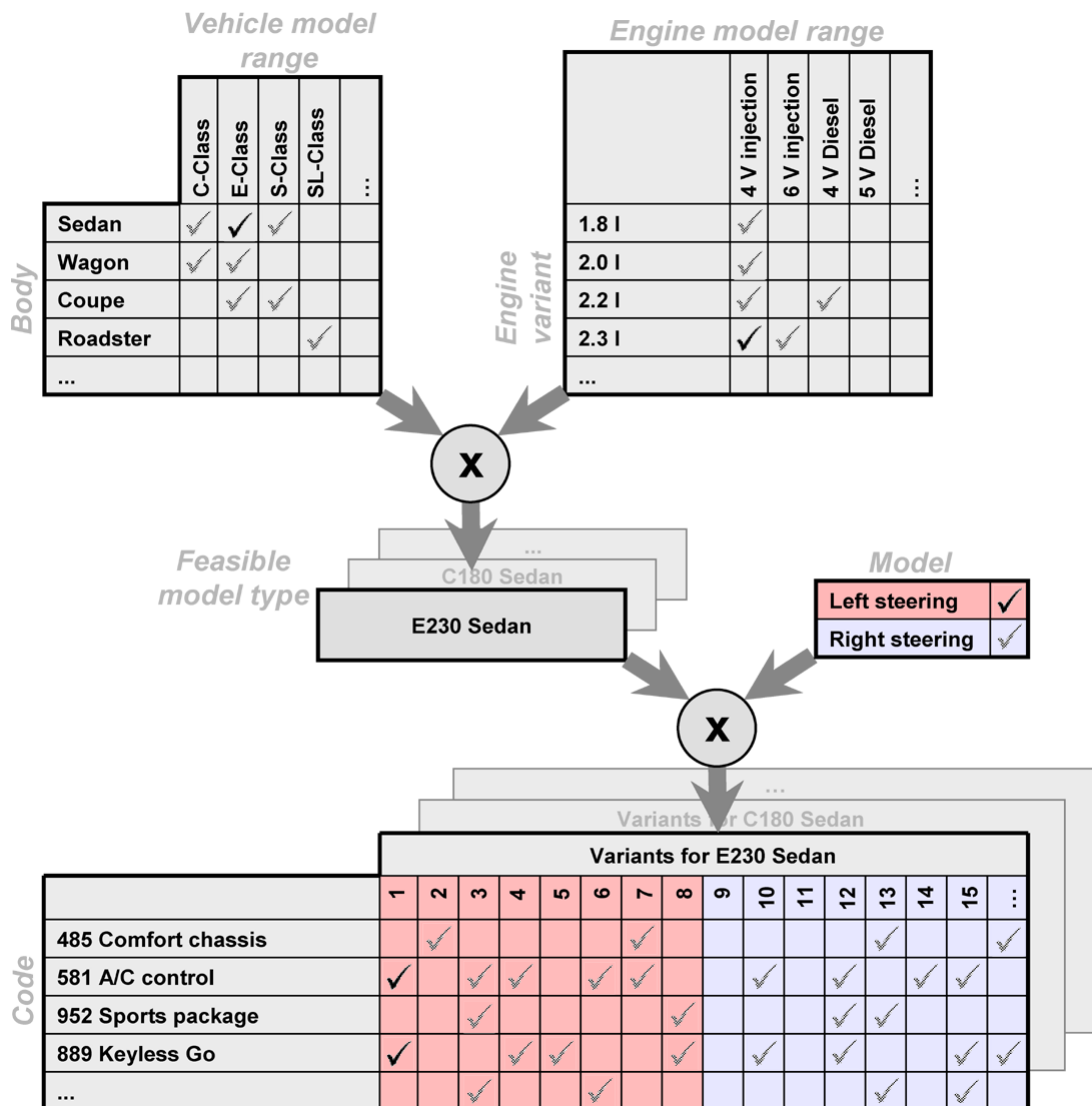 Vehicle model
range
Engine model range
C-Class
E-Class
S-Class
SL-Class
...
4 V injection
6 V injection
4 V Diesel
5 V Diesel
...
Body
Sedan
Wagon
Coupe
Roadster
...
Engine
variant
1.8 l
2.0 l
2.2 l
2.3 l
...
X
Feasible
model type
...
C180 Sedan
E230 Sedan
Model
Left steering
Right steering
X
...
Variants for C180 Sedan
Variants for E230 Sedan
1 2 3 4 5 6 7 8 9 10 11 12 13 14 15 ...
Code
485 Comfort chassis
581 A/C control
952 Sports package
889 Keyless Go
...